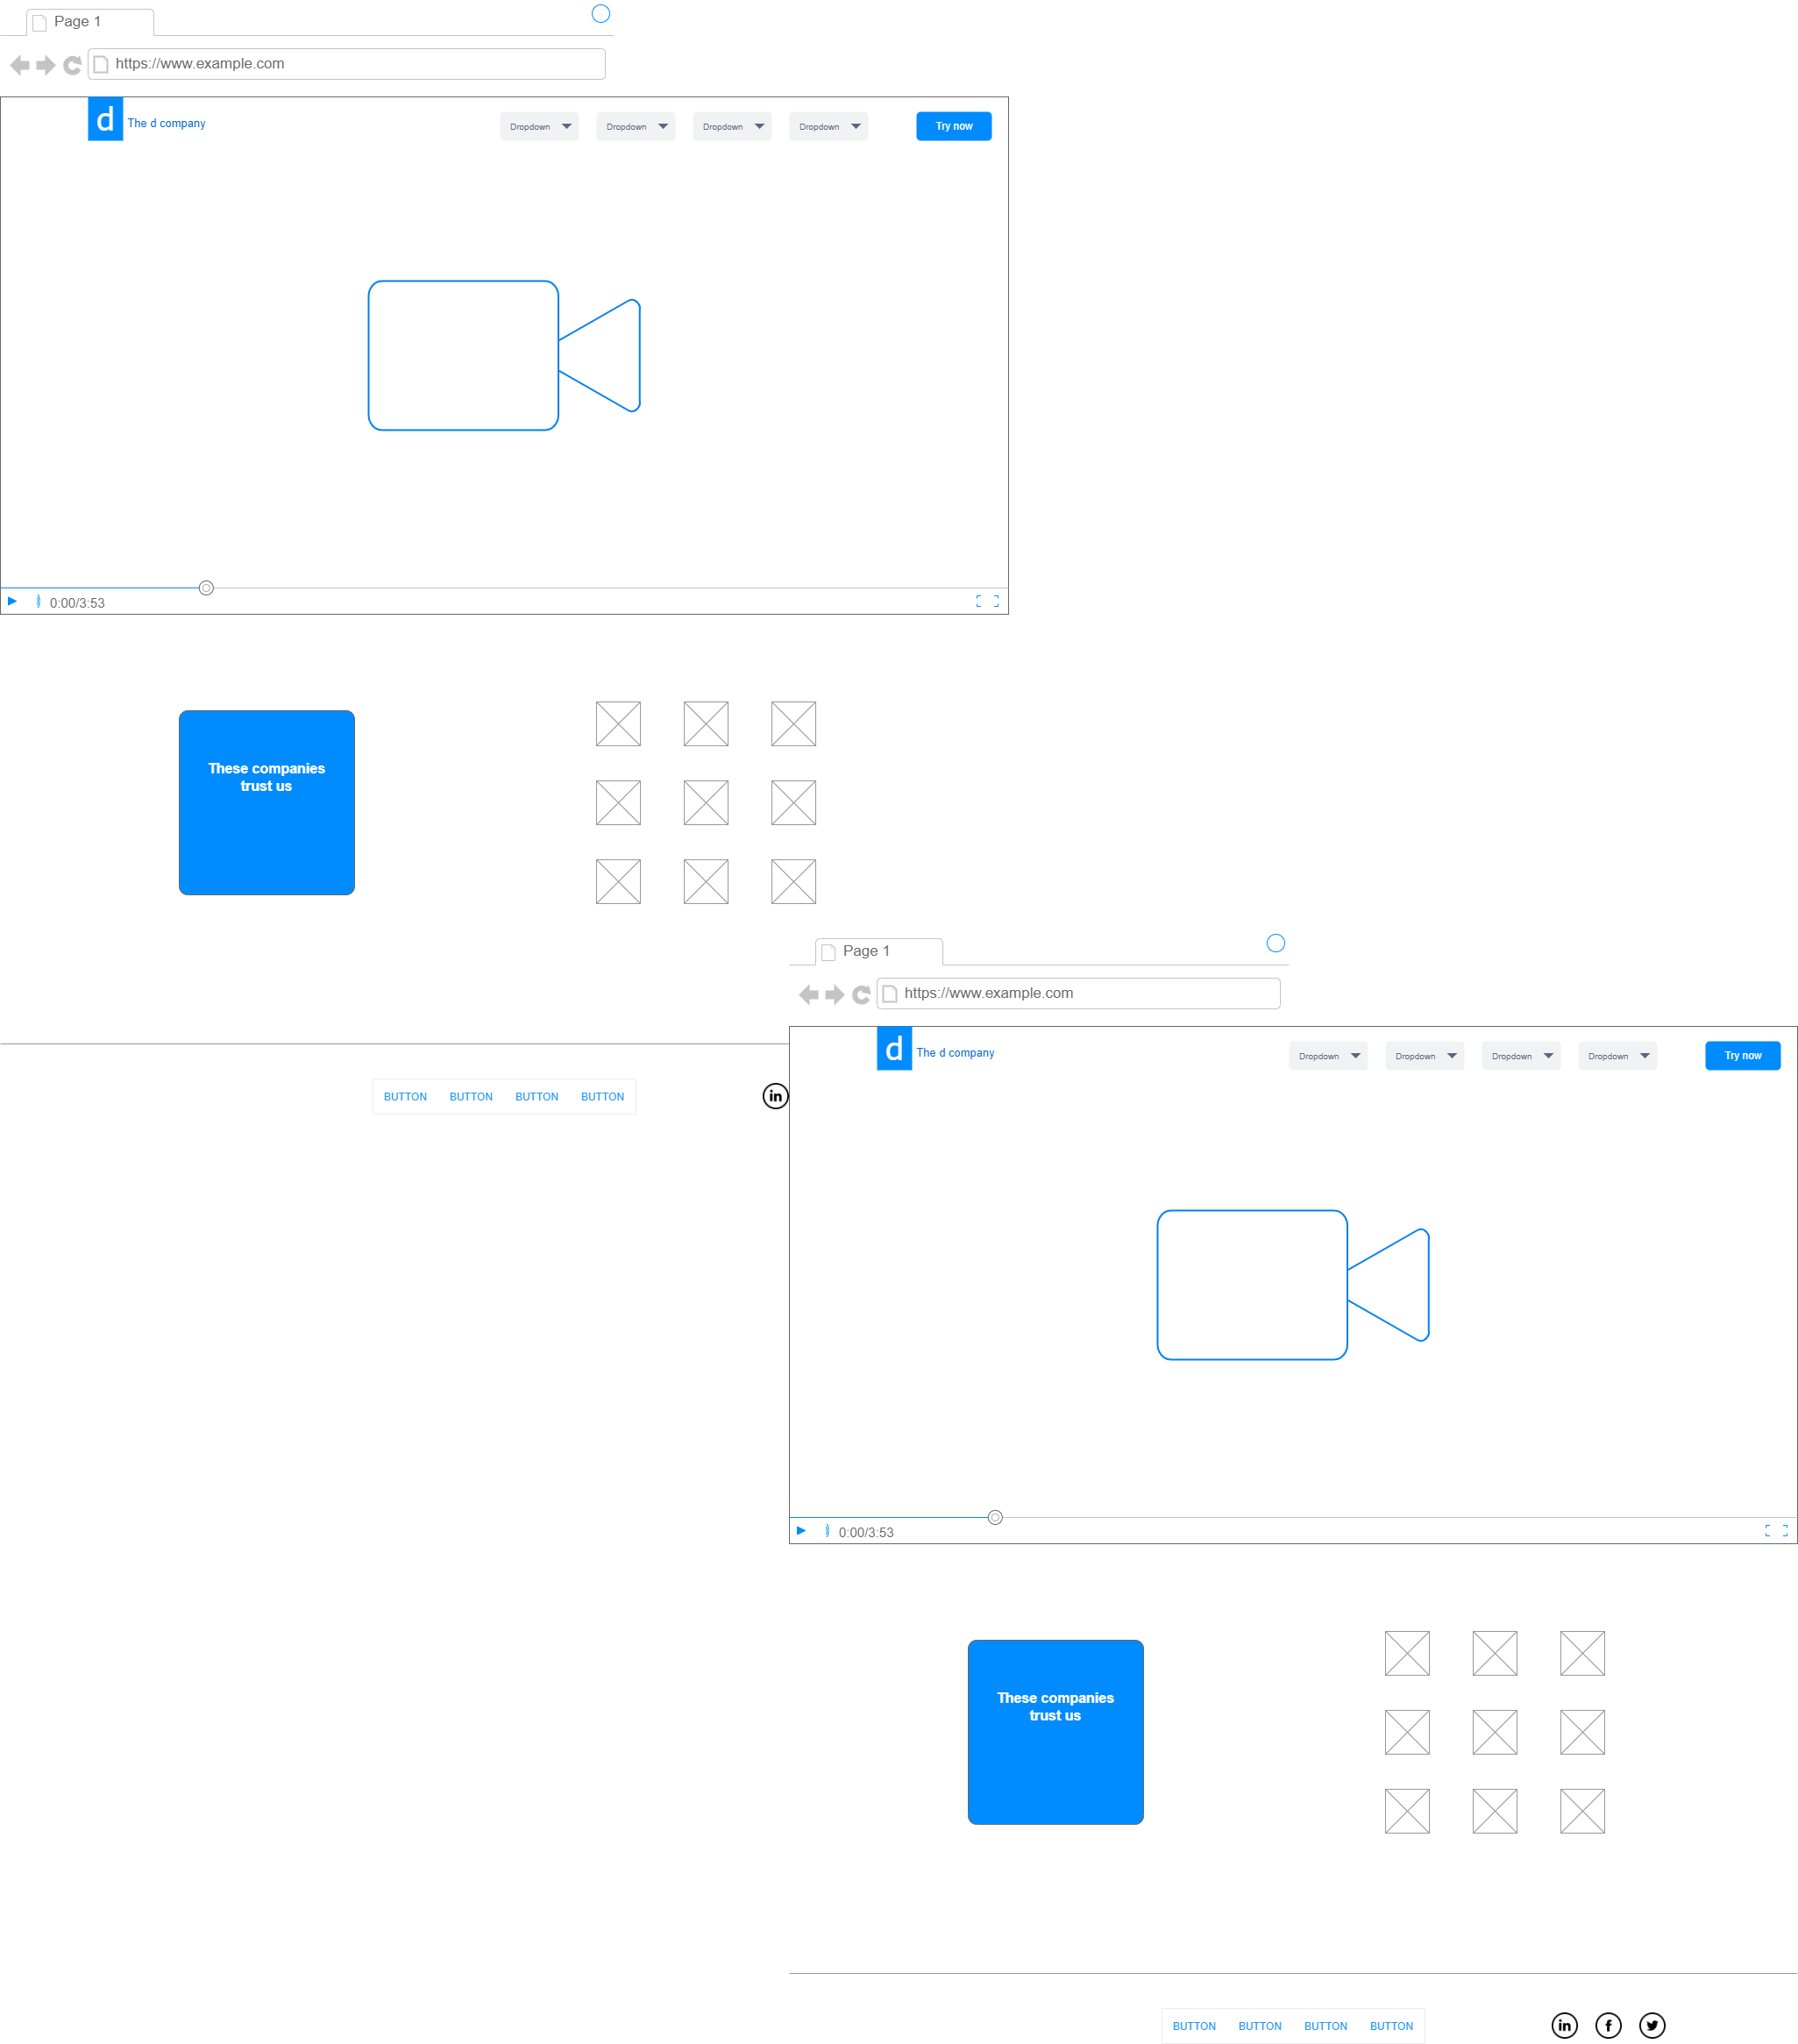 Page 1
https://www.example.com
d The d company Dropdown Dropdown Dropdown Dropdown Try now
0:00/3:53
These companies
trust us
BUTTON BUTTON BUTTON BUTTON in
Page 1
https://www.example.com
d The d company Dropdown Dropdown Dropdown Dropdown Try now
0:00/3:53
These companies
trust us
BUTTON BUTTON BUTTON BUTTON in f